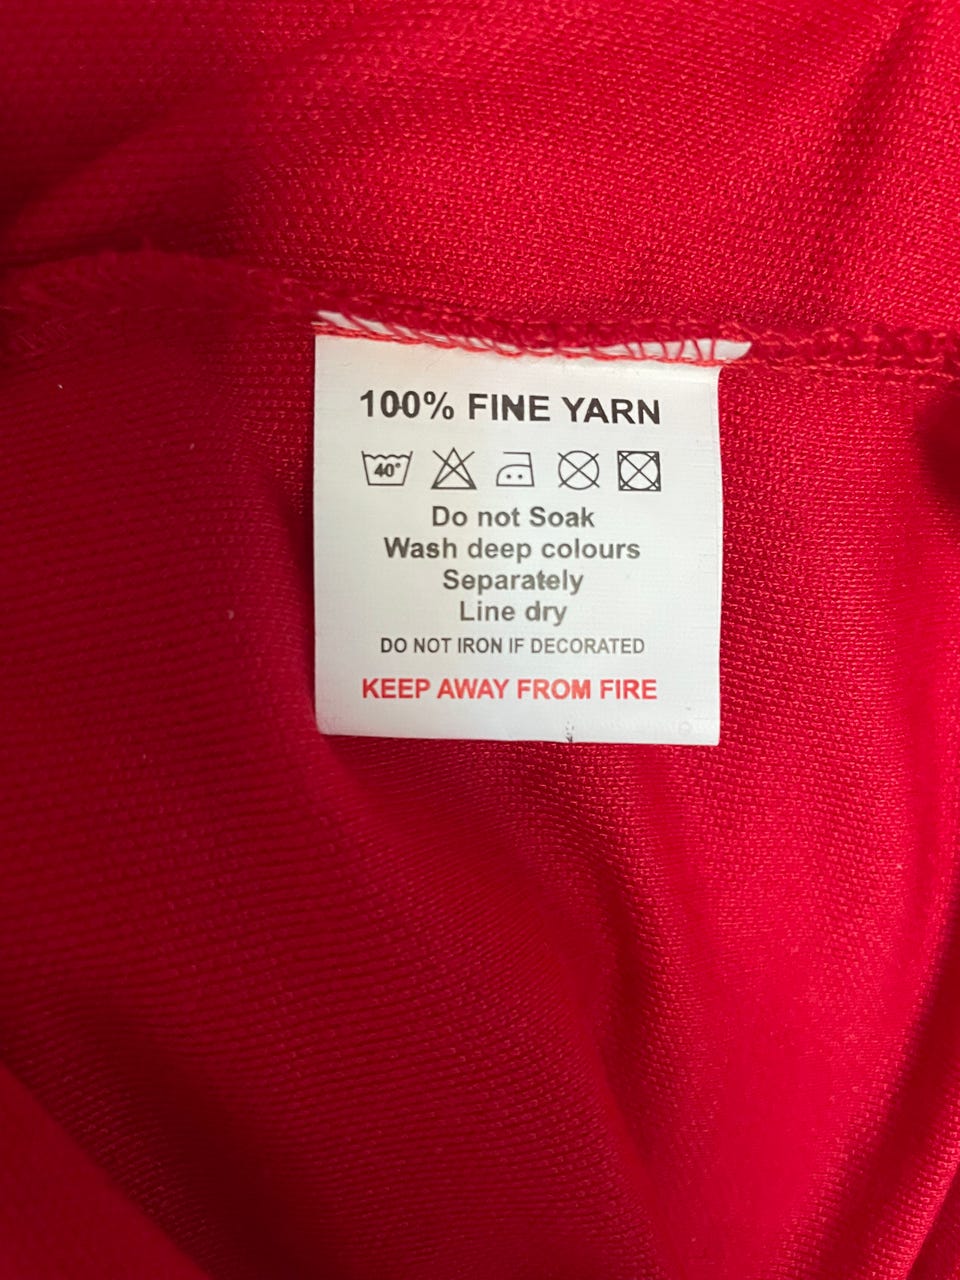 100% FINE YARN
40°
Do not Soak
Wash deep colours
Separately
Line dry
DO NOT IRON IF DECORATED
KEEP AWAY FROM FIRE